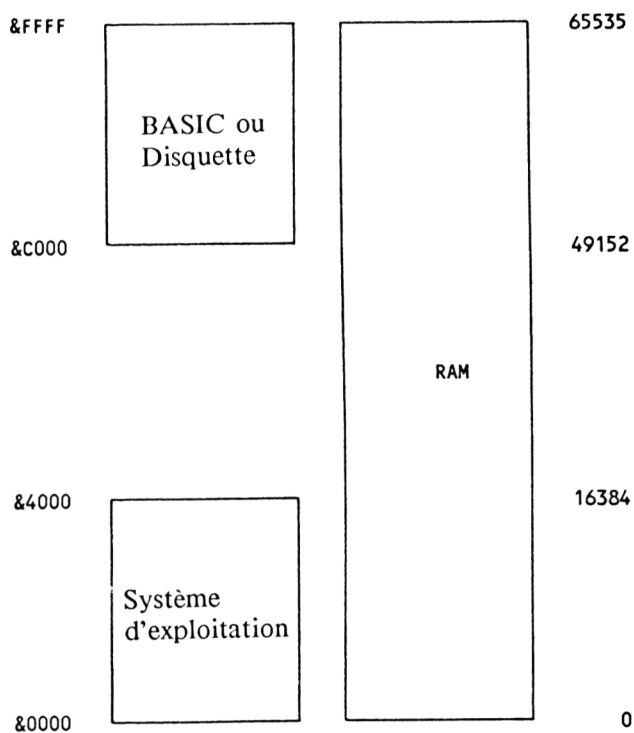 &FFFF
65535
BASIC ou
Disquette
&C000
49152
RAM
&4000
16384
Système
d'exploitation
&0000
0